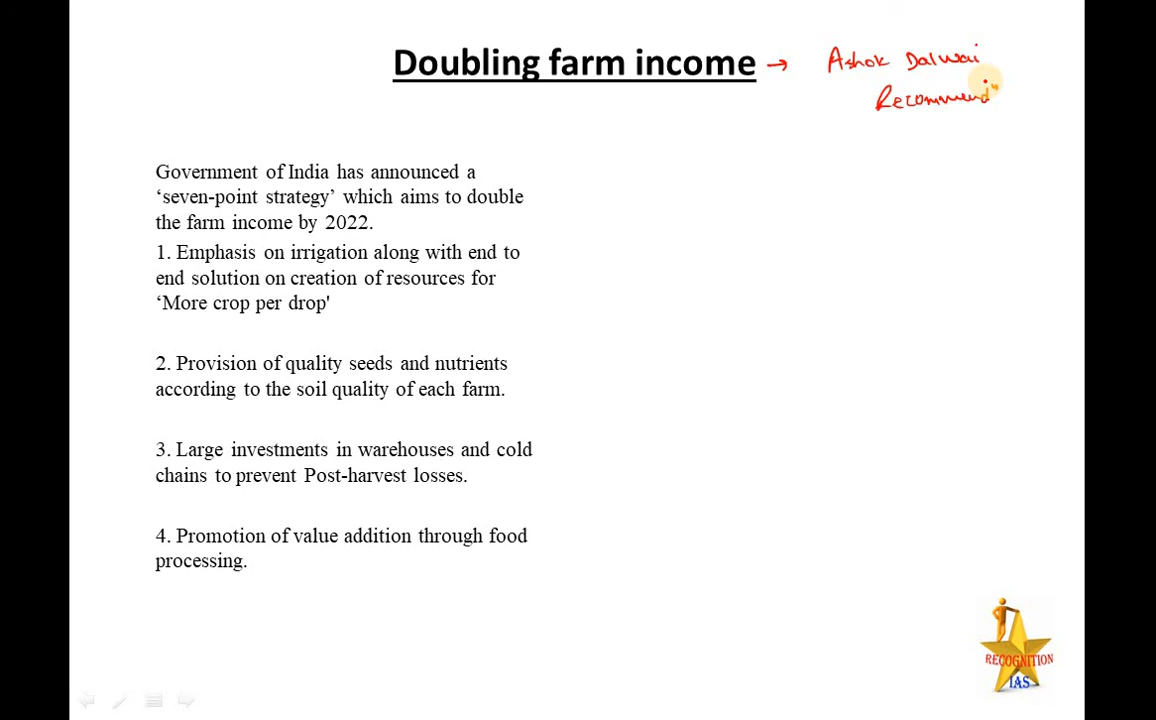 Doubling farm income → Ashok Dalwai
Recommendⁿ
Government of India has announced a
‘seven-point strategy’ which aims to double
the farm income by 2022.
1. Emphasis on irrigation along with end to
end solution on creation of resources for
‘More crop per drop'
2. Provision of quality seeds and nutrients
according to the soil quality of each farm.
3. Large investments in warehouses and cold
chains to prevent Post-harvest losses.
4. Promotion of value addition through food
processing.
RECOGNITION
IAS